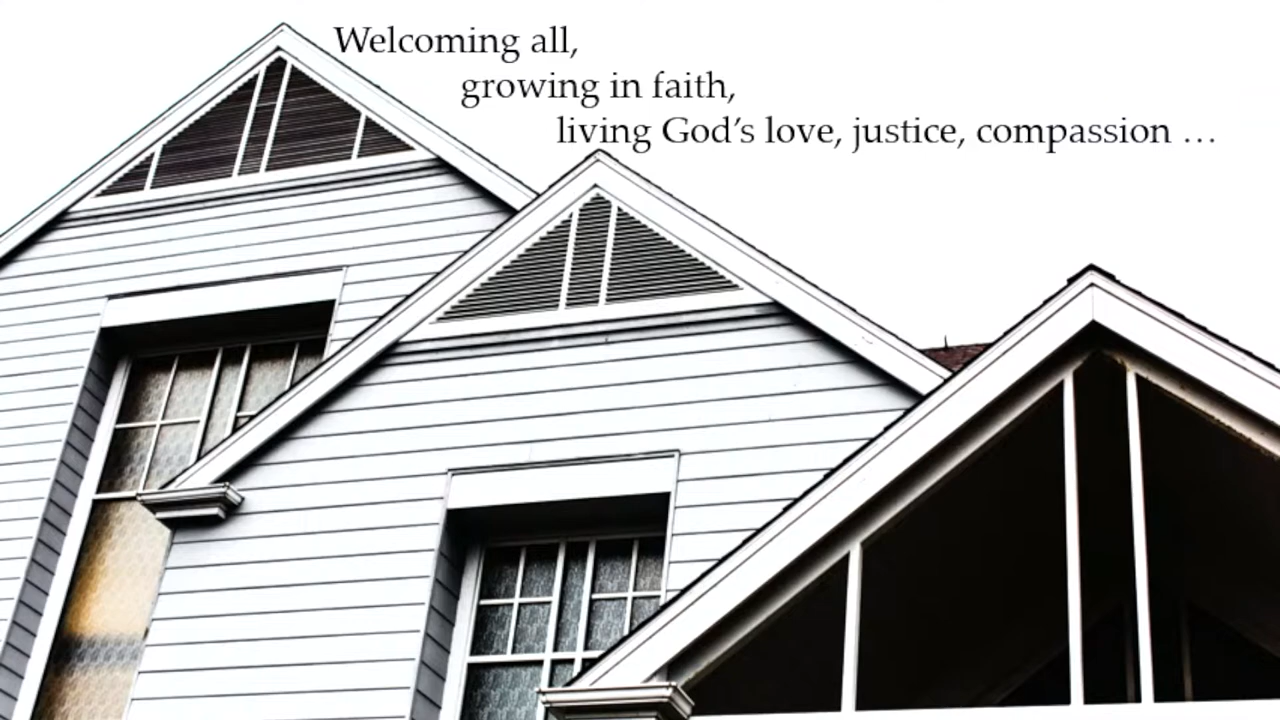 Welcoming all,
growing in faith,
living God’s love, justice, compassion …